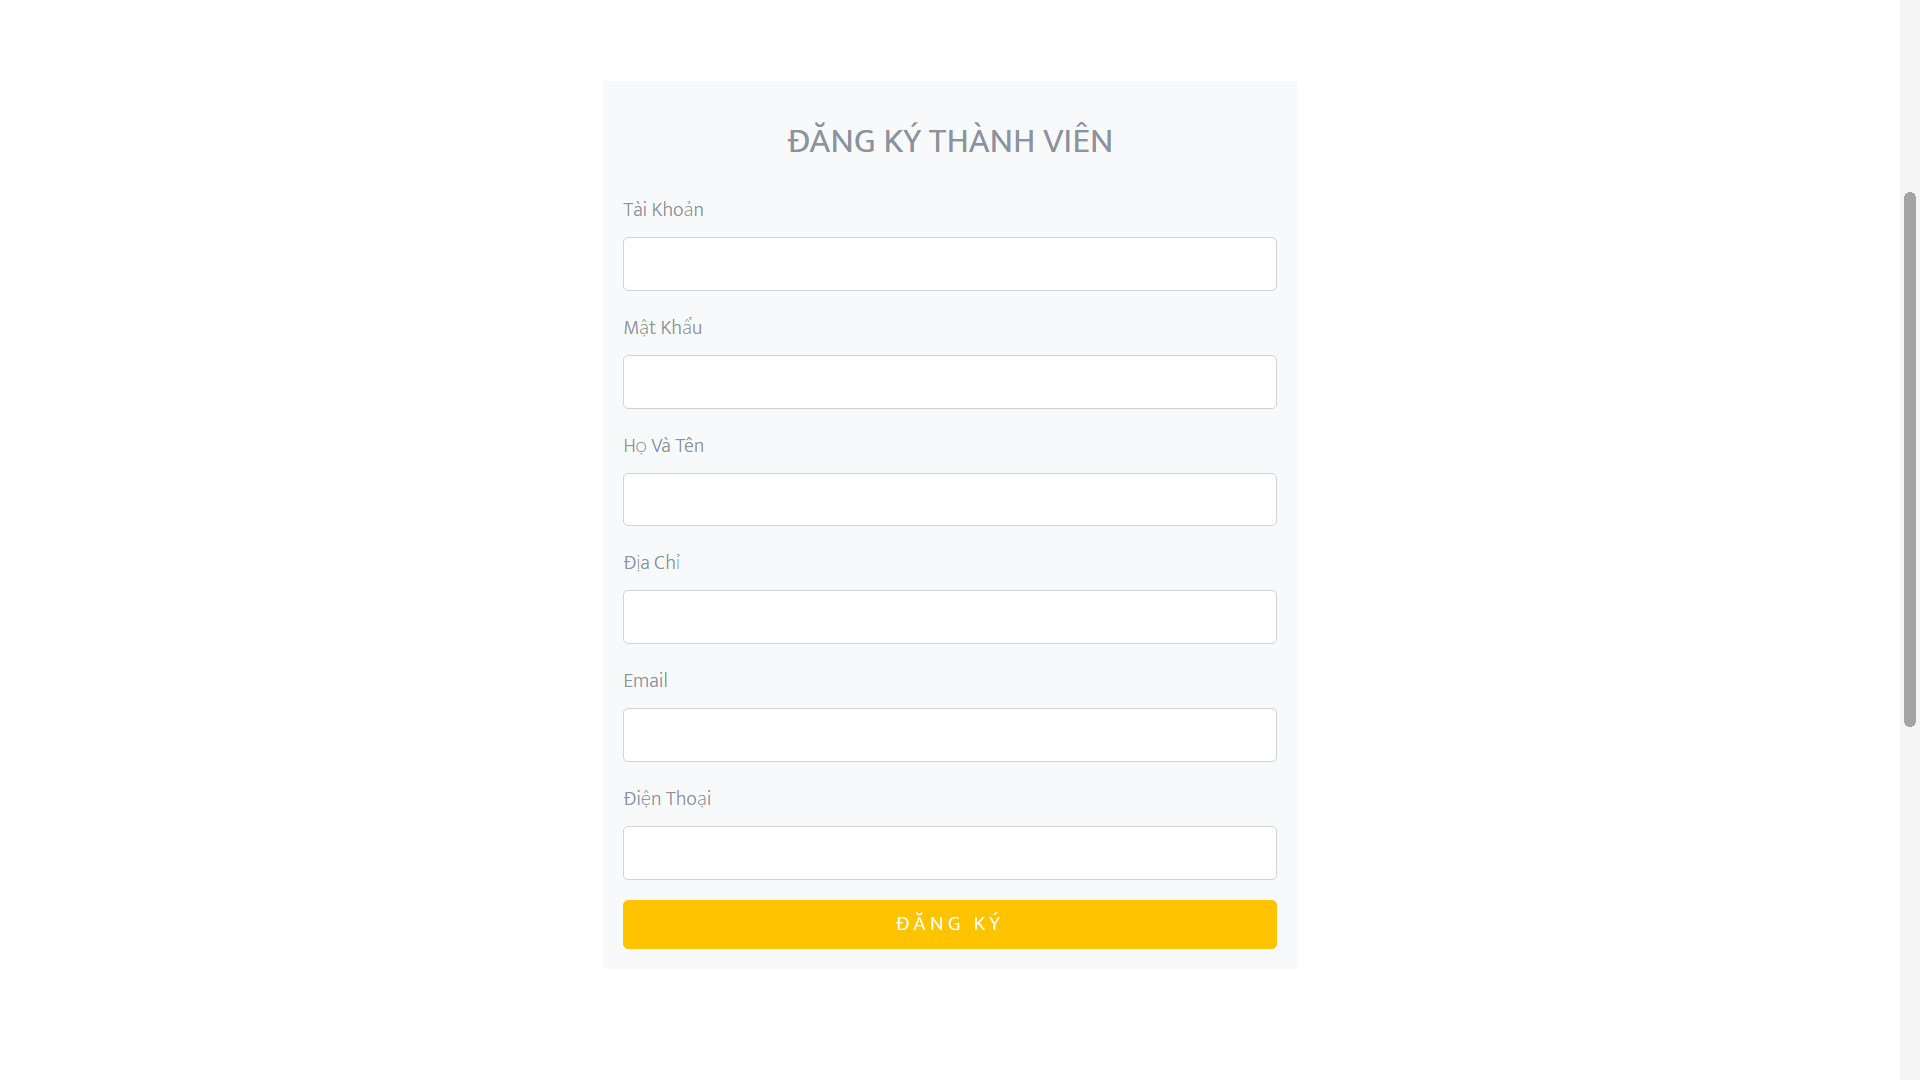 ĐĂNG KÝ THÀNH VIÊN
Tài Khoản
Mật Khẩu
Họ Và Tên
Địa Chỉ
Email
Điện Thoại
ĐĂNG KÝ